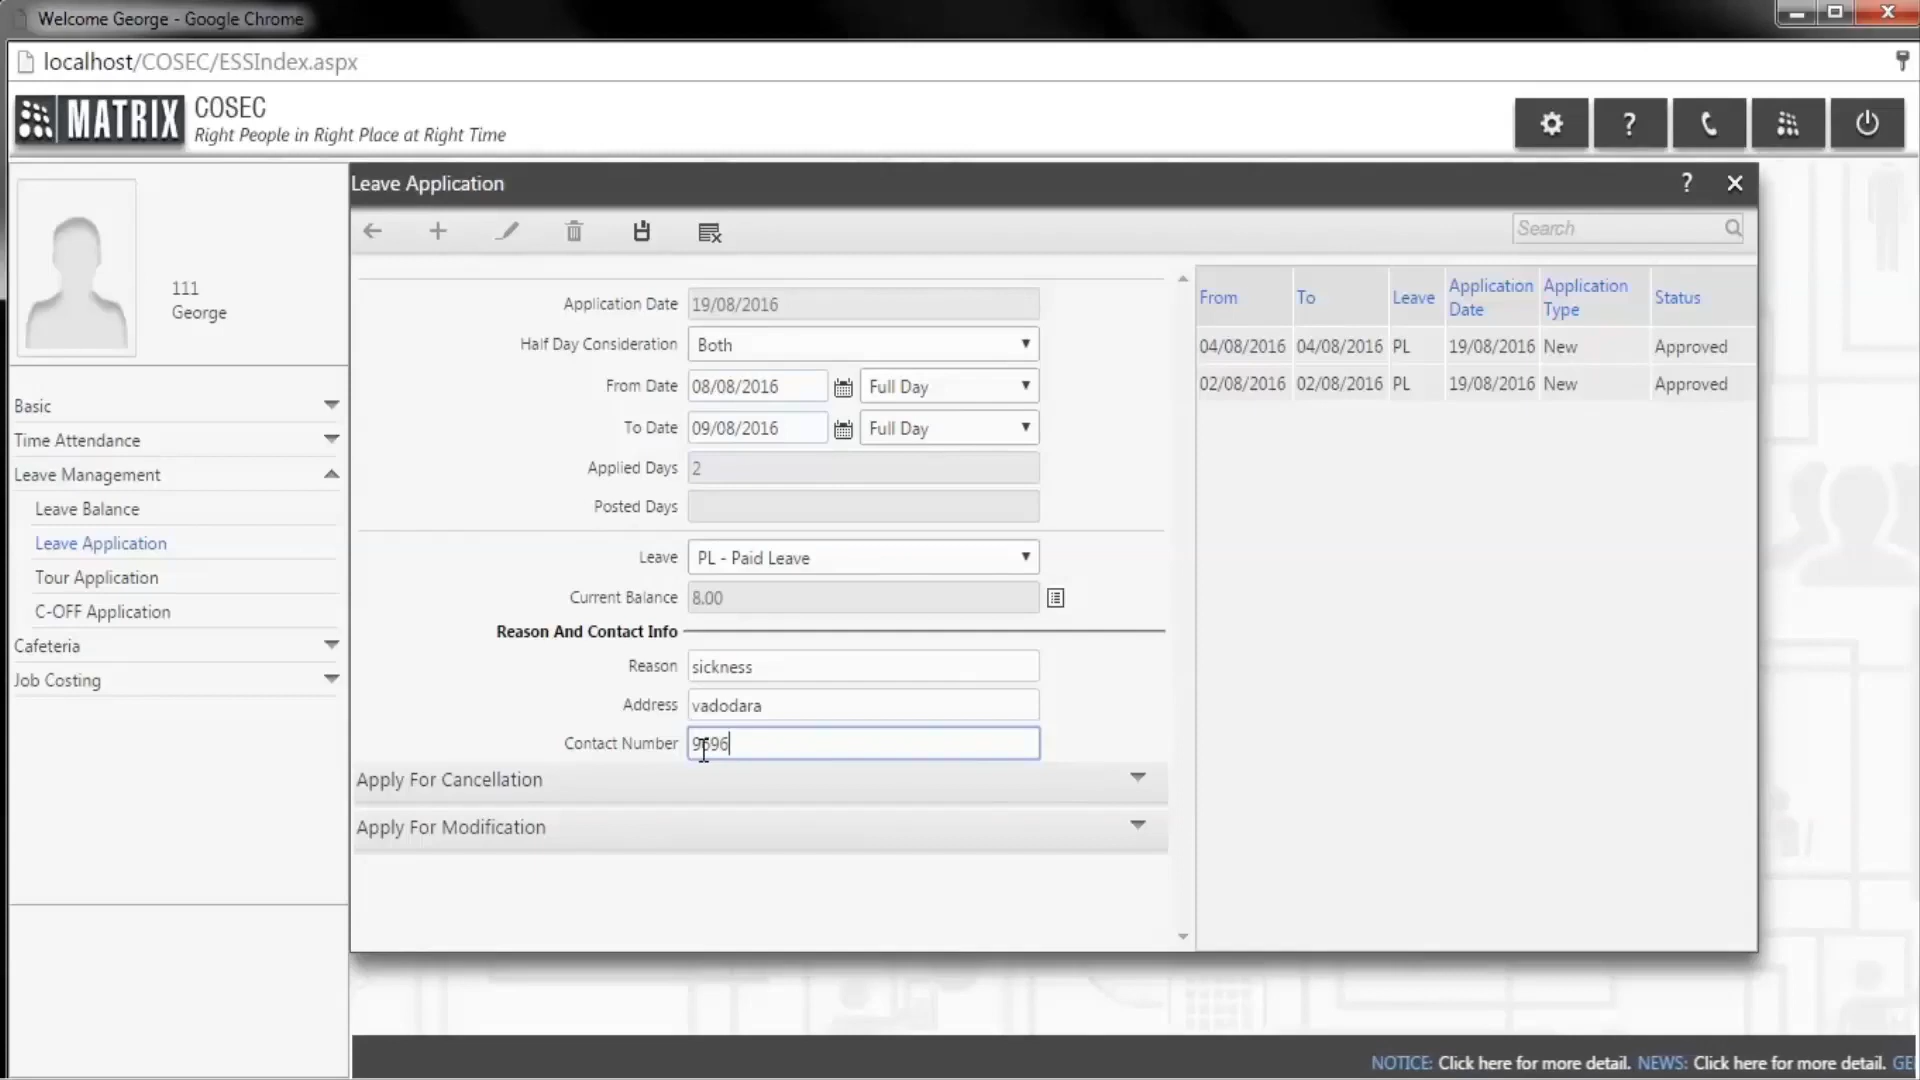 Welcome George - Google Chrome
localhost/COSEC/ESSIndex.aspx
MATRIX
COSEC
Right People in Right Place at Right Time
?
111
George
Basic
Time Attendance
Leave Management
Leave Balance
Leave Application
Tour Application
C-OFF Application
Cafeteria
Job Costing
Leave Application
?
Search
Application Date 19/08/2016
Half Day Consideration Both
From Date 08/08/2016 Full Day
To Date 09/08/2016 Full Day
Applied Days 2
Posted Days
Leave PL - Paid Leave
Current Balance 8.00
Reason And Contact Info
Reason sickness
Address vadodara
Contact Number 9696
Apply For Cancellation
Apply For Modification
From To Leave Application Date Application Type Status
04/08/2016 04/08/2016 PL 19/08/2016 New Approved
02/08/2016 02/08/2016 PL 19/08/2016 New Approved
NOTICE: Click here for more detail. NEWS: Click here for more detail. GE